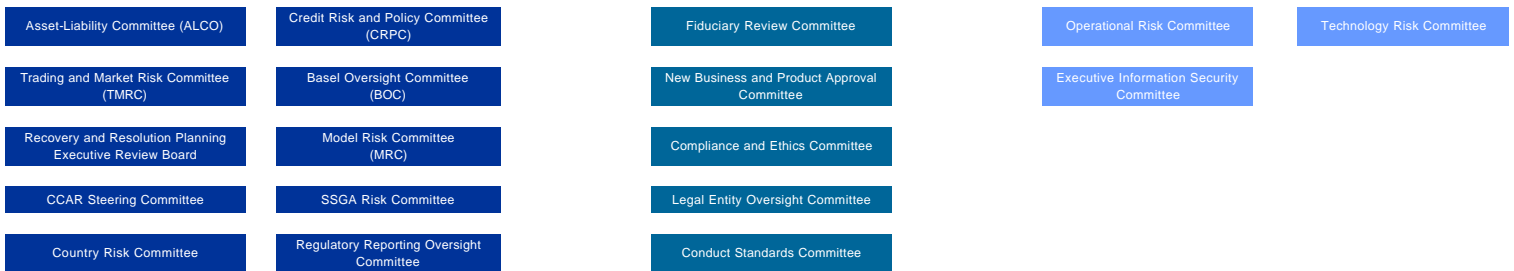 Asset-Liability Committee (ALCO)
Credit Risk and Policy Committee
(CRPC)
Fiduciary Review Committee
Operational Risk Committee
Technology Risk Committee
Trading and Market Risk Committee
(TMRC)
Basel Oversight Committee
(BOC)
New Business and Product Approval
Committee
Executive Information Security
Committee
Recovery and Resolution Planning
Executive Review Board
Model Risk Committee
(MRC)
Compliance and Ethics Committee
CCAR Steering Committee
SSGA Risk Committee
Legal Entity Oversight Committee
Country Risk Committee
Regulatory Reporting Oversight
Committee
Conduct Standards Committee